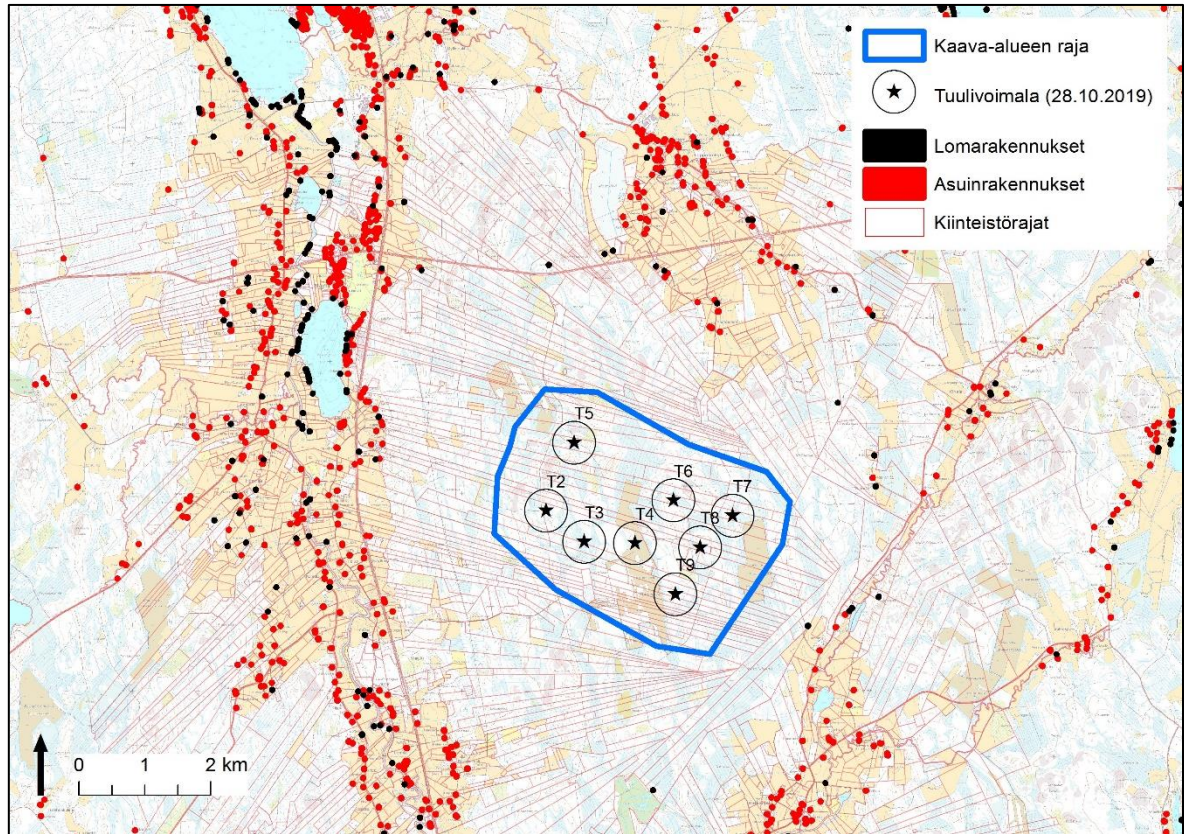 Kaava-alueen raja
Tuulivoimala (28.10.2019)
Lomarakennukset
Asuinrakennukset
Kiinteistörajat
T5
T6
T2
T7
T3
T4
T8
T9
0 1 2 km